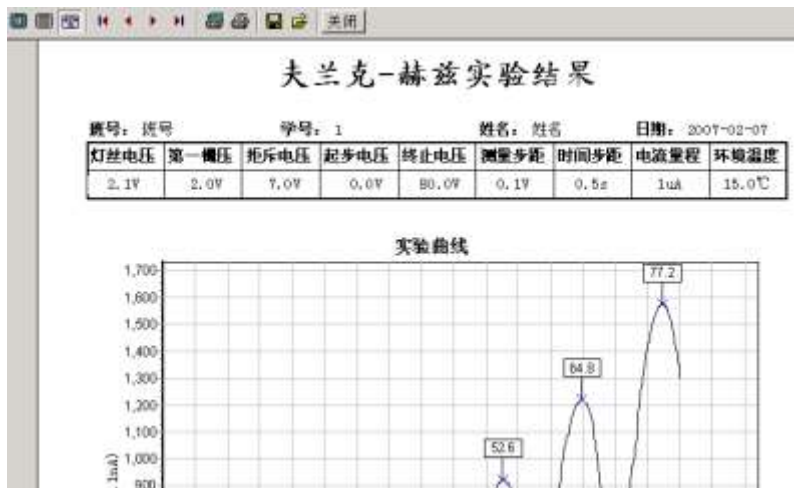 关闭
夫兰克-赫兹实验结果
班号：班号 学号：1 姓名：姓名 日期：2007-02-07
灯丝电压 第一栅压 拒斥电压 起步电压 终止电压 测量步距 时间步距 电流量程 环境温度
2.1V 2.0V 7.0V 0.0V 80.0V 0.1V 0.5s 1uA 15.0℃
实验曲线
1,700
77.2
1,600
1,500
1,400
64.8
1,300
1,200
1,100
52.6
1,000
900